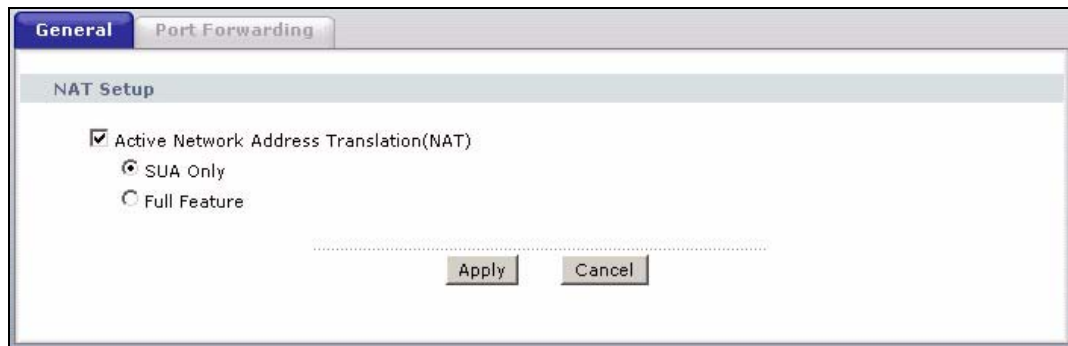 General Port Forwarding
NAT Setup
Active Network Address Translation(NAT)
SUA Only
Full Feature
Apply Cancel